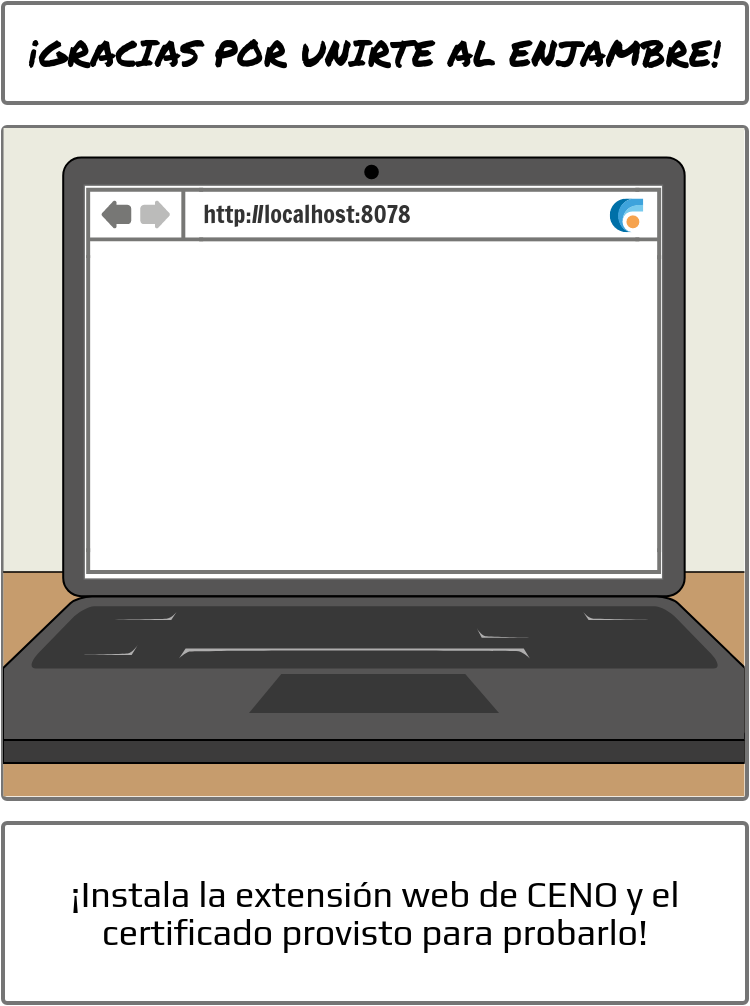 ¡GRACIAS POR UNIRTE AL ENJAMBRE!
http://localhost:8078
¡Instala la extensión web de CENO y el
certificado provisto para probarlo!